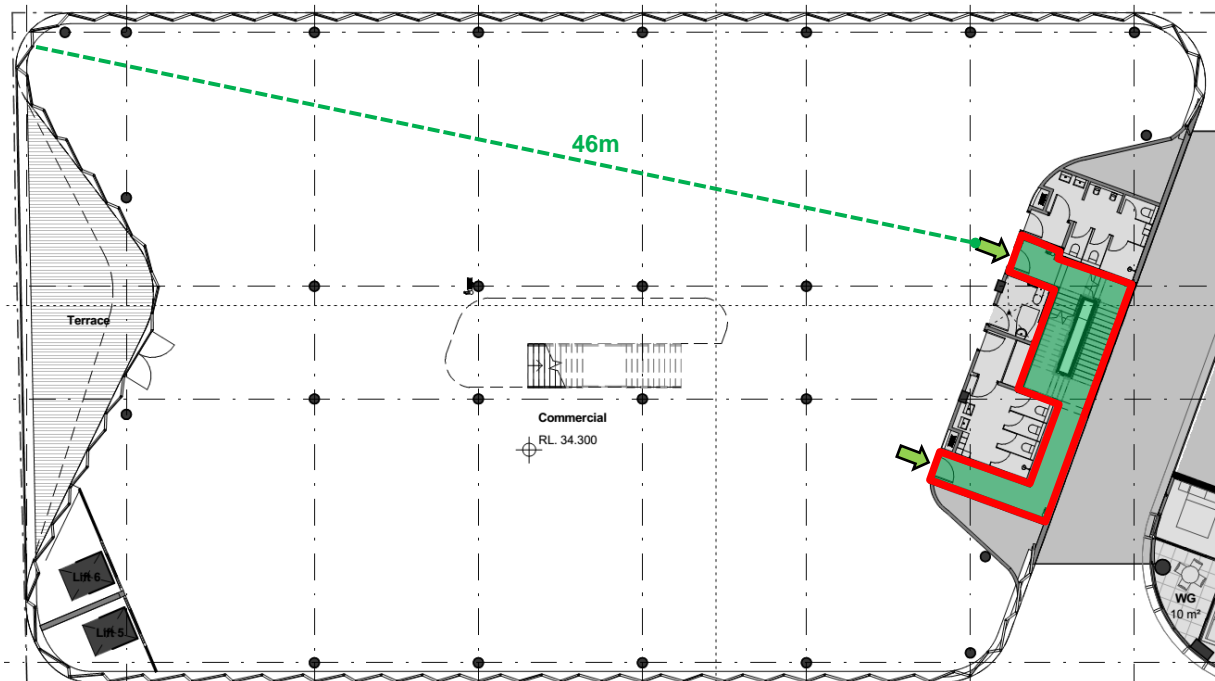 46m
Terrace
Commercial
RL. 34.300
Lift 6
Lift 5
WG
10 m²